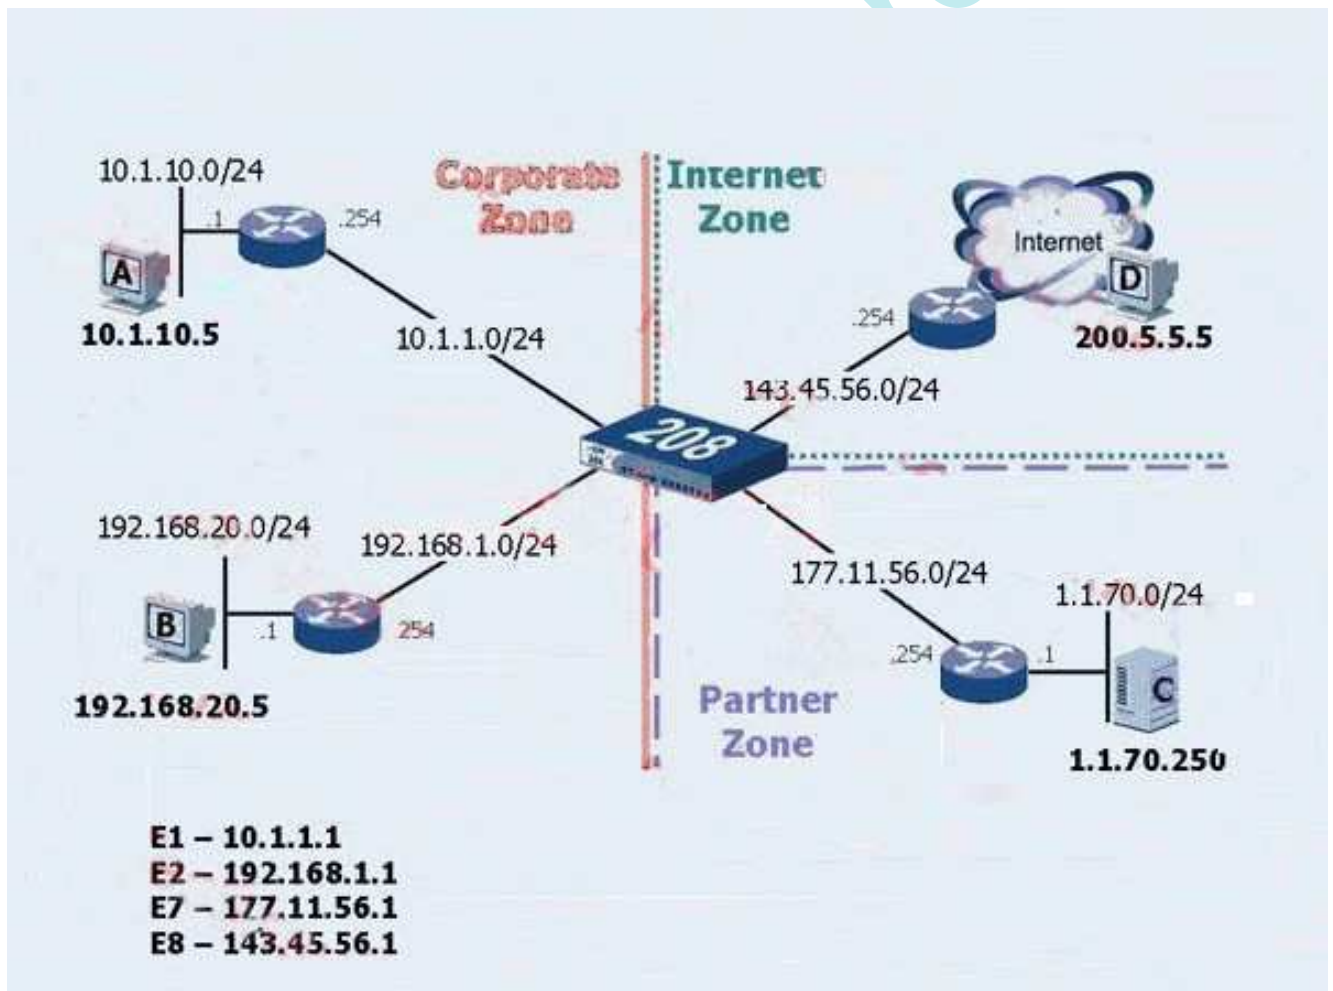 10.1.10.0/24
.1
.254
A
10.1.10.5
Corporate
Zone
Internet
Zone
Internet
D
200.5.5.5
.254
10.1.1.0/24
143.45.56.0/24
208
192.168.20.0/24
192.168.1.0/24
B
.1
254
192.168.20.5
177.11.56.0/24
1.1.70.0/24
.254
.1
C
1.1.70.250
Partner
Zone
E1 – 10.1.1.1
E2 – 192.168.1.1
E7 – 177.11.56.1
E8 – 143.45.56.1